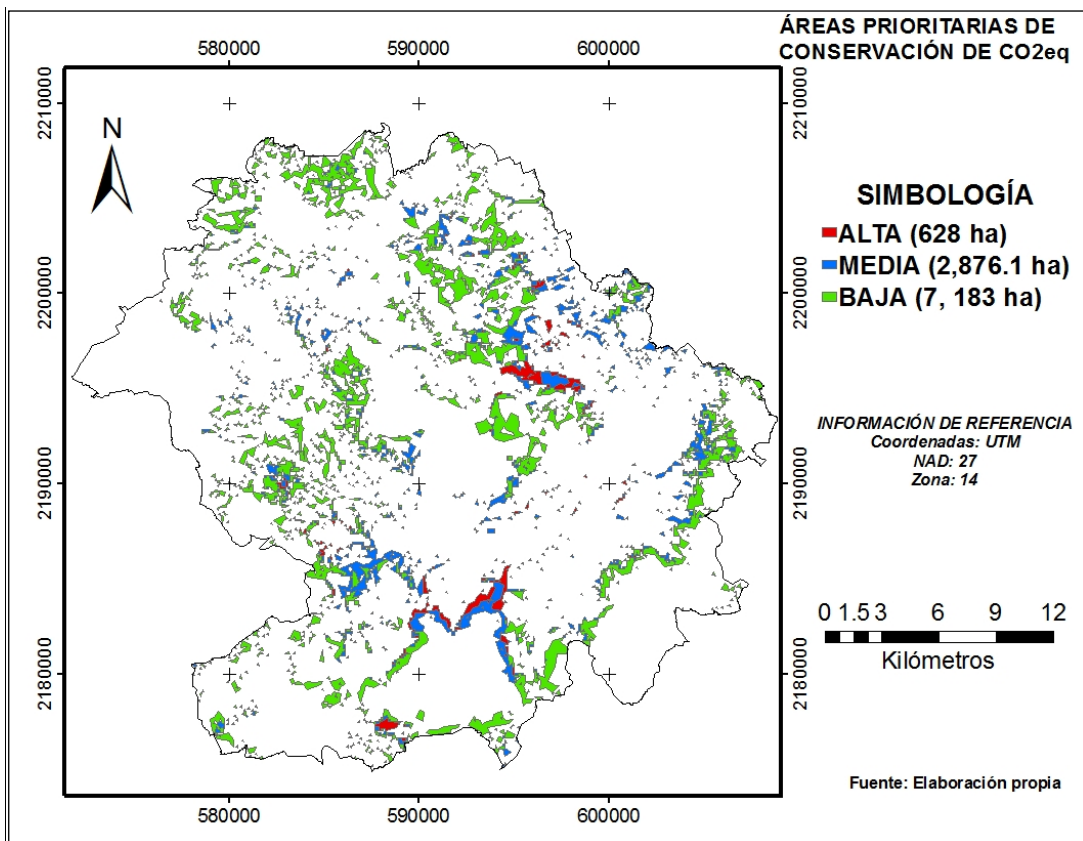 ÁREAS PRIORITARIAS DE
CONSERVACIÓN DE CO2eq
580000 590000 600000
2210000 2210000
N
2200000 2200000
2190000 2190000
2180000 2180000
580000 590000 600000
SIMBOLOGÍA
ALTA (628 ha)
MEDIA (2,876.1 ha)
BAJA (7, 183 ha)
INFORMACIÓN DE REFERENCIA
Coordenadas: UTM
NAD: 27
Zona: 14
0 1.5 3 6 9 12
Kilómetros
Fuente: Elaboración propia